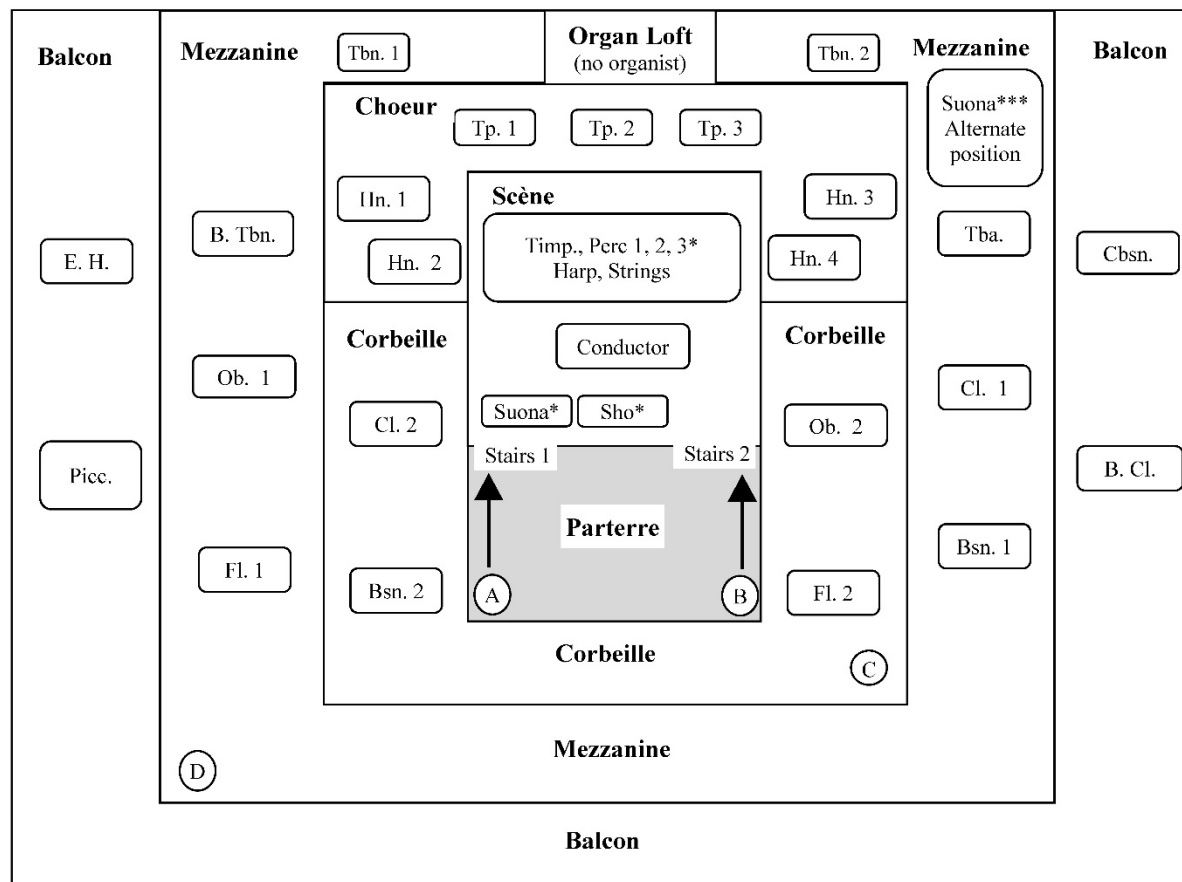 Balcon
Mezzanine
Tbn. 1
Organ Loft
(no organist)
Tbn. 2
Mezzanine
Balcon
Choeur
Tp. 1
Tp. 2
Tp. 3
Suona***
Alternate
position
Hn. 1
Scène
Hn. 3
E. H.
B. Tbn.
Hn. 2
Timp., Perc 1, 2, 3*
Harp, Strings
Hn. 4
Tba.
Cbsn.
Corbeille
Conductor
Corbeille
Ob. 1
Cl. 1
Cl. 2
Suona*
Sho*
Ob. 2
Picc.
Stairs 1
Stairs 2
B. Cl.
Parterre
Fl. 1
Bsn. 2
A
B
Fl. 2
Bsn. 1
Corbeille
C
Mezzanine
D
Balcon